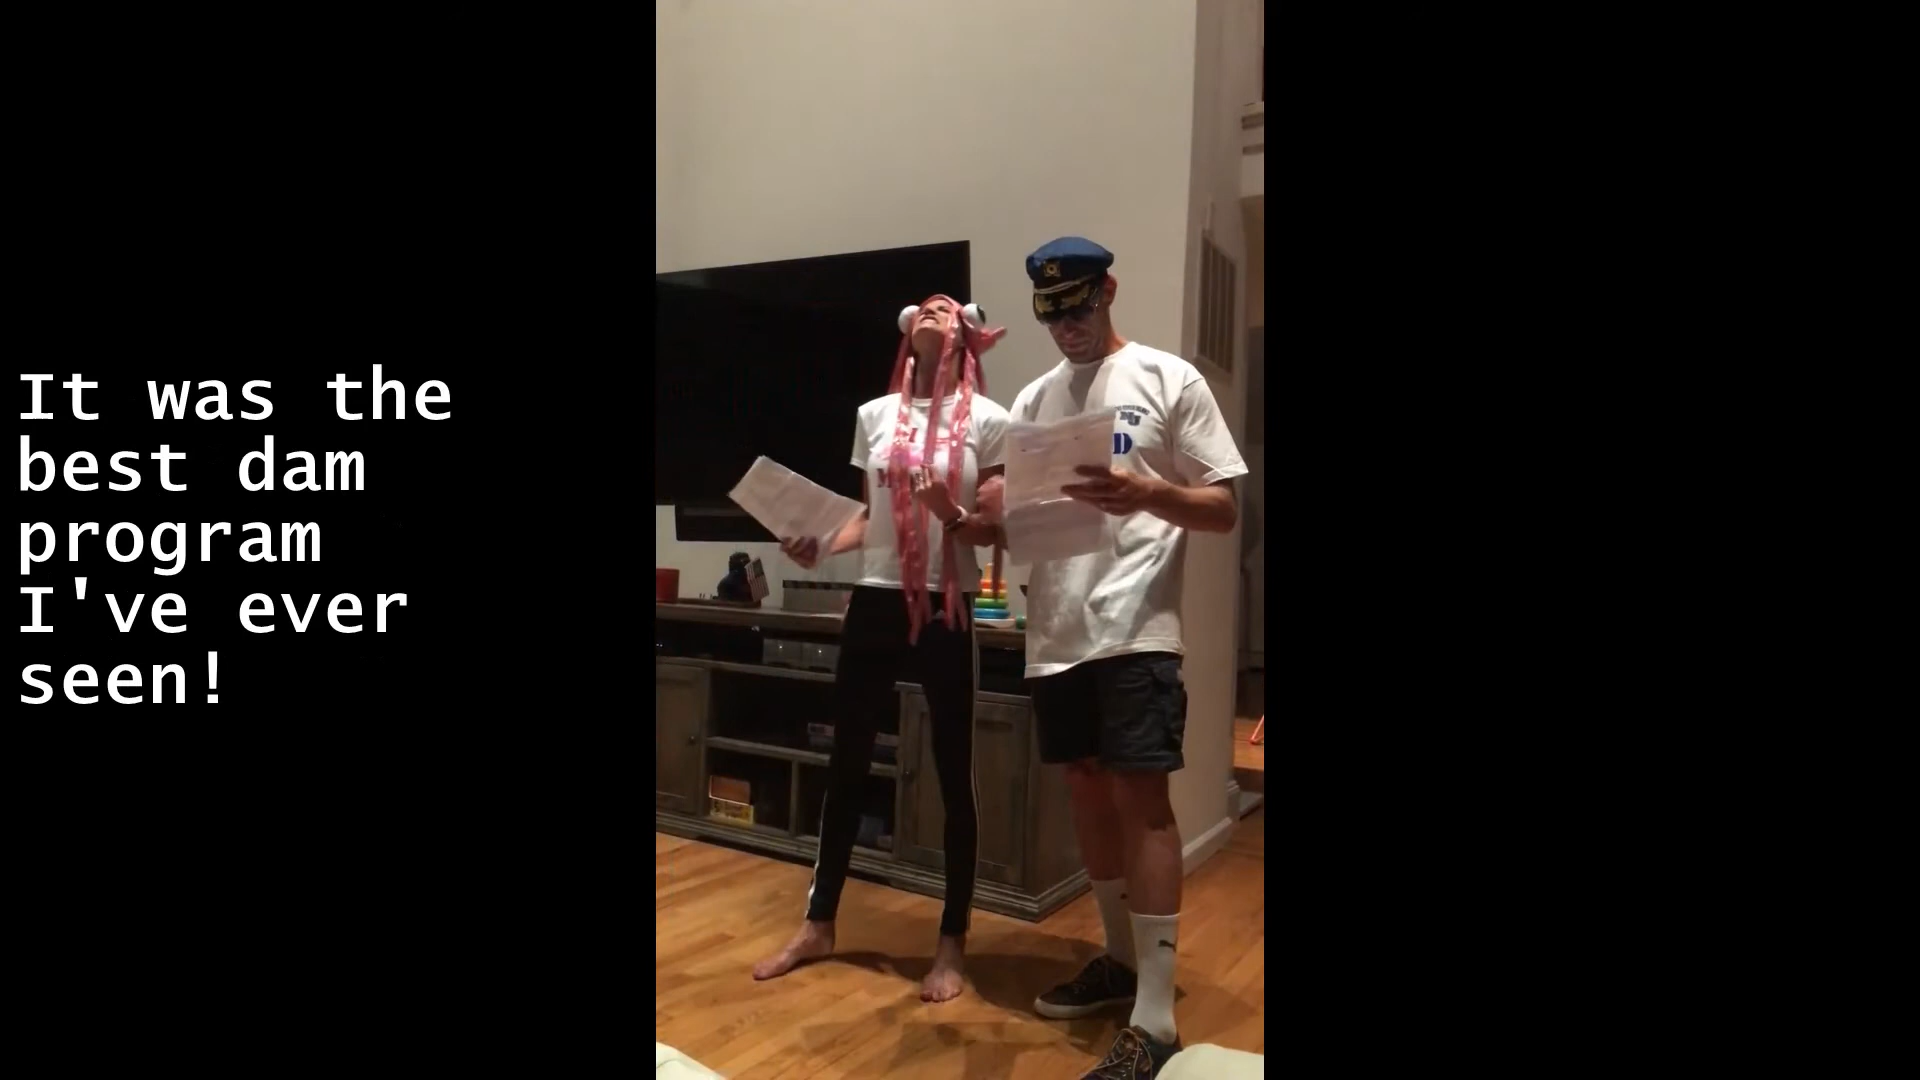 It was the
best dam
program
I've ever
seen!